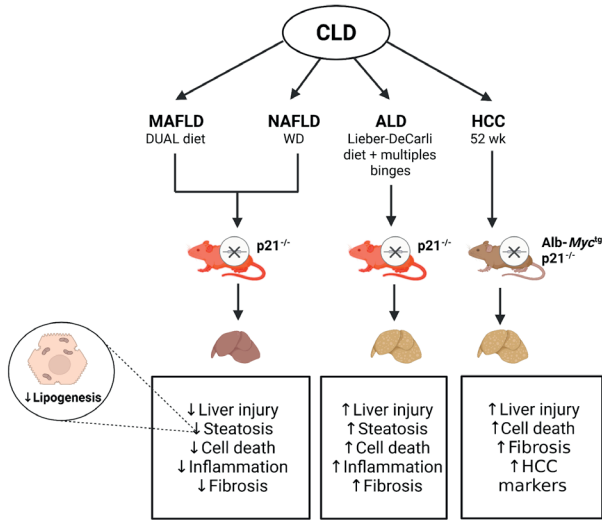 CLD
MAFLD
DUAL diet
NAFLD
WD
ALD
Lieber-DeCarli
diet + multiples
binges
HCC
52 wk
p21-/-
p21-/-
Alb-Myctg
p21-/-
↓Lipogenesis
↓Liver injury
↓Steatosis
↓Cell death
↓Inflammation
↓Fibrosis
↑Liver injury
↑Steatosis
↑Cell death
↑Inflammation
↑Fibrosis
↑Liver injury
↑Cell death
↑Fibrosis
↑HCC
markers